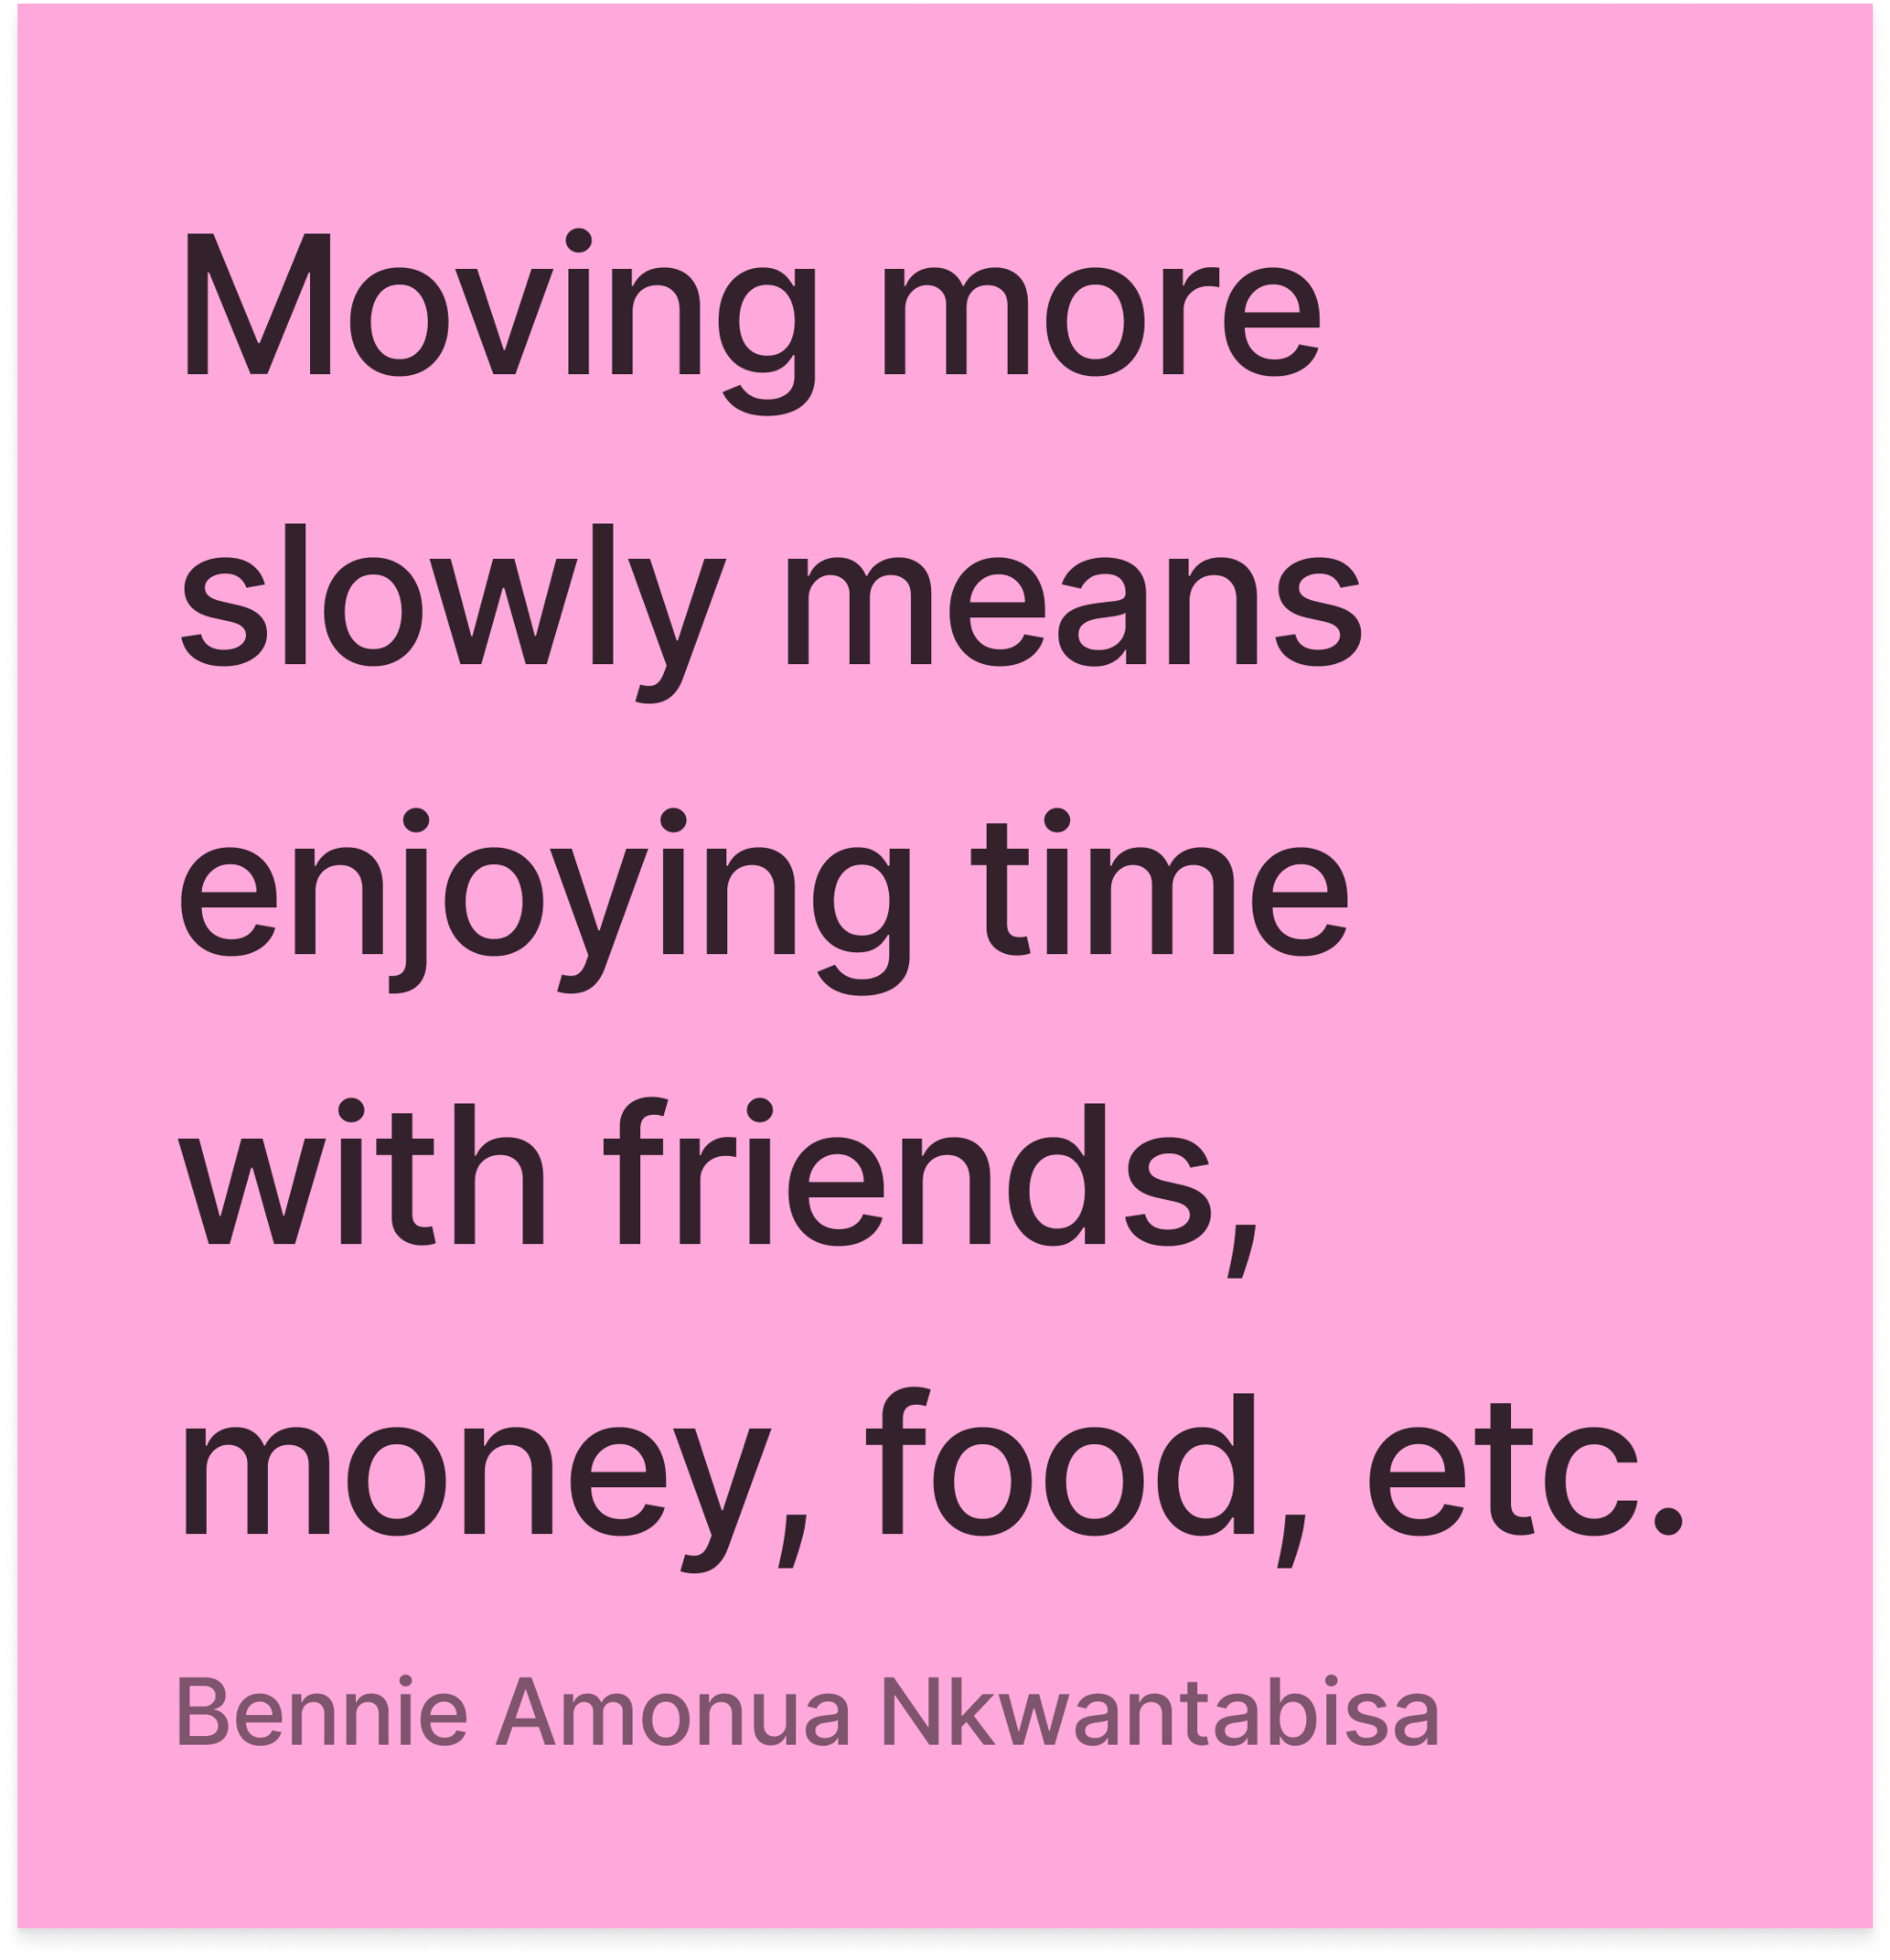 Moving more
slowly means
enjoying time
with friends,
money, food, etc.
Bennie Amonua Nkwantabisa